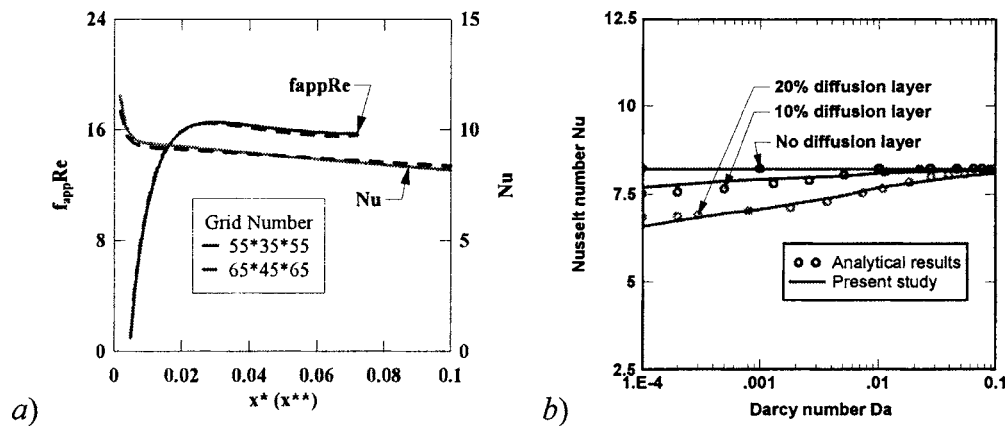 24
16
8
0
f_appRe
0
0.02
0.04
0.06
0.08
0.1
x* (x**)
15
10
5
0
Nu
fappRe
Nu
Grid Number
55*35*55
65*45*65
a)
12.5
10
7.5
5
2.5
Nusselt number Nu
1.E-4
.001
.01
0.1
Darcy number Da
20% diffusion layer
10% diffusion layer
No diffusion layer
Analytical results
Present study
b)